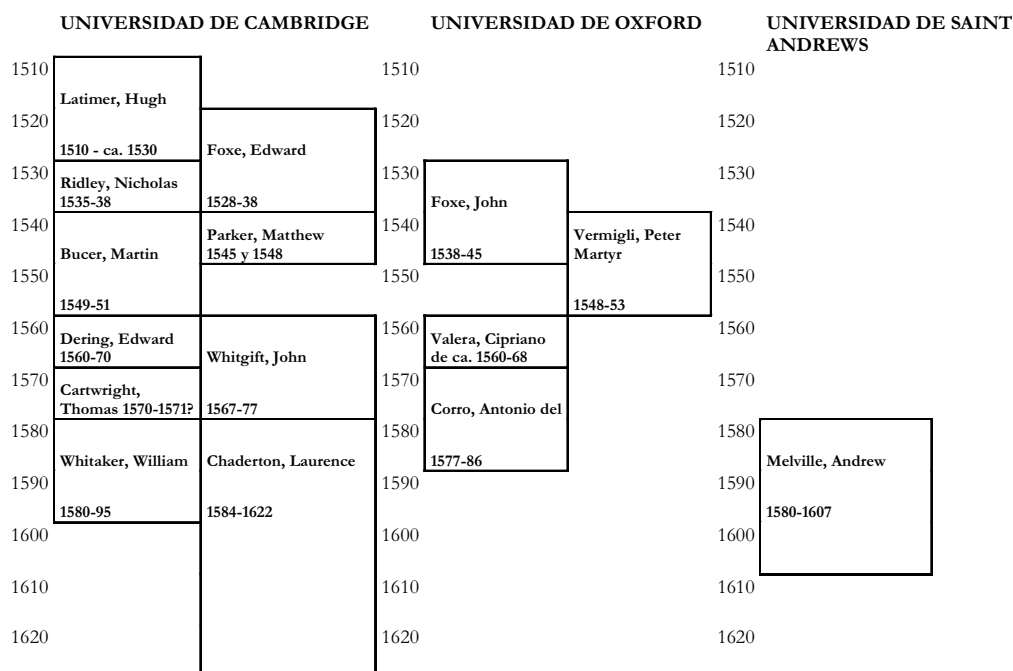 UNIVERSIDAD DE CAMBRIDGE
1510
1520
1530
1540
1550
1560
1570
1580
1590
1600
1610
1620
Latimer, Hugh
1510 - ca. 1530
Ridley, Nicholas
1535-38
Bucer, Martin
1549-51
Dering, Edward
1560-70
Cartwright,
Thomas 1570-1571?
Whitaker, William
1580-95
Foxe, Edward
1528-38
Parker, Matthew
1545 y 1548
Whitgift, John
1567-77
Chaderton, Laurence
1584-1622
UNIVERSIDAD DE OXFORD
1510
1520
1530
1540
1550
1560
1570
1580
1590
1600
1610
1620
Foxe, John
1538-45
Valera, Cipriano
de ca. 1560-68
Corro, Antonio del
1577-86
Vermigli, Peter
Martyr
1548-53
UNIVERSIDAD DE SAINT
ANDREWS
1510
1520
1530
1540
1550
1560
1570
1580
1590
1600
1610
1620
Melville, Andrew
1580-1607